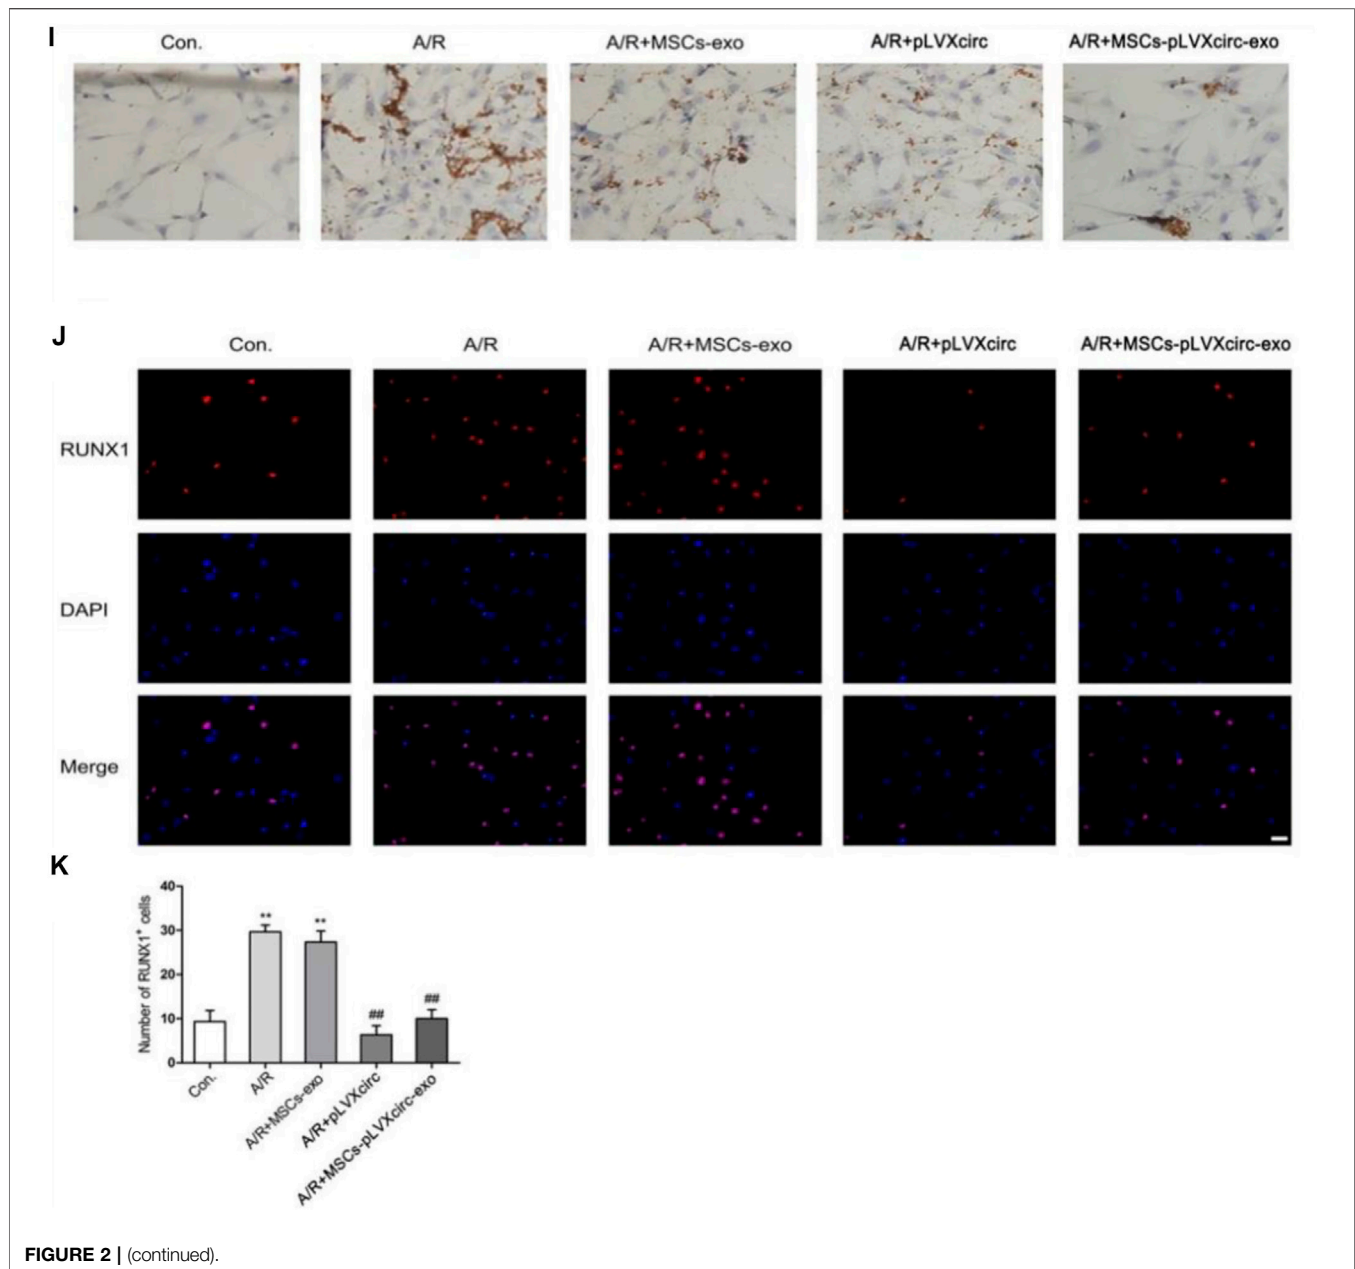 I
Con. A/R A/R+MSCs-exo A/R+pLVXcirc A/R+MSCs-pLVXcirc-exo
J
Con. A/R A/R+MSCs-exo A/R+pLVXcirc A/R+MSCs-pLVXcirc-exo
RUNX1
DAPI
Merge
K
Number of RUNX1⁺ cells
40
30
20
10
0
** ** ## ##
Con. A/R A/R+MSCs-exo A/R+pLVXcirc A/R+MSCs-pLVXcirc-exo
FIGURE 2 | (continued).